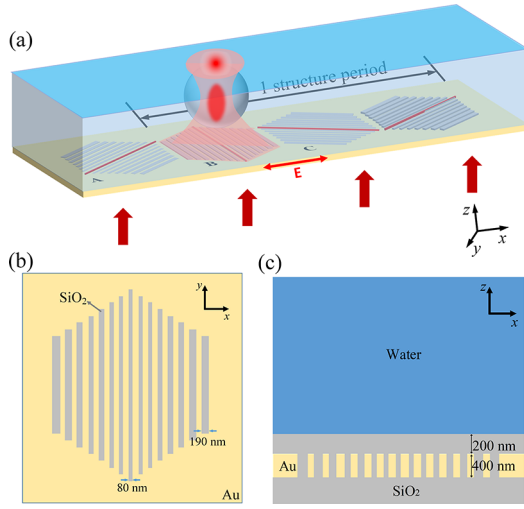 (a)
1 structure period
A
B
C
E
z
y
x
(b)
SiO₂
y
x
190 nm
80 nm
Au
(c)
z
x
Water
200 nm
Au
400 nm
SiO₂